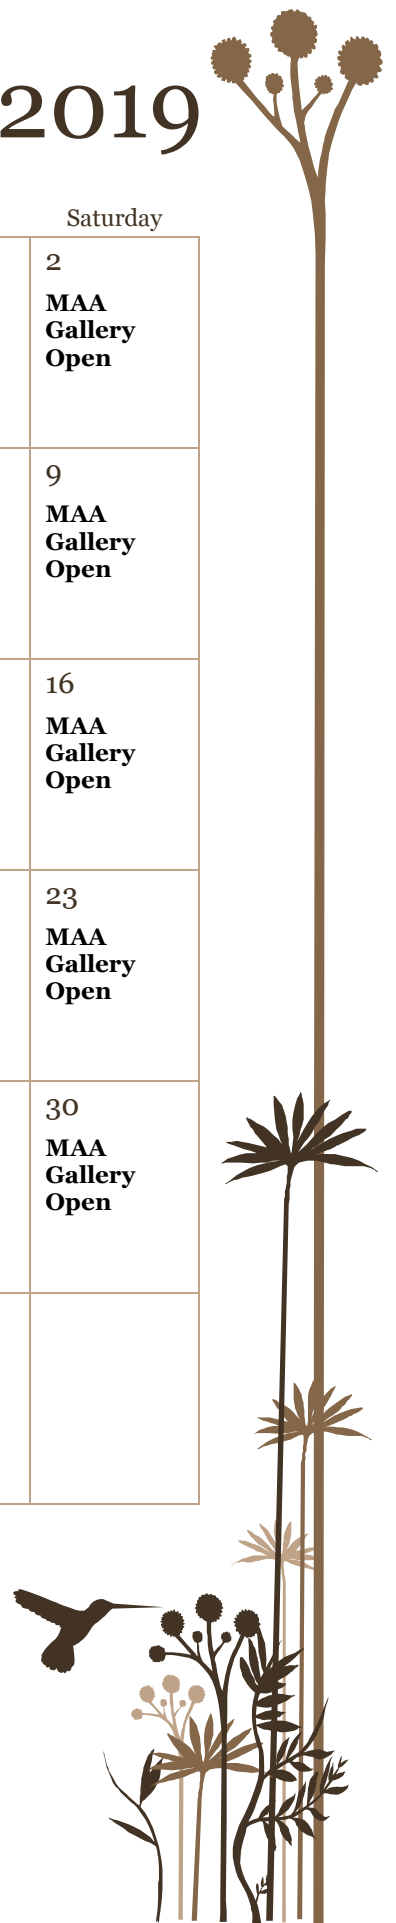 2019
Saturday
2
MAA
Gallery
Open
9
MAA
Gallery
Open
16
MAA
Gallery
Open
23
MAA
Gallery
Open
30
MAA
Gallery
Open